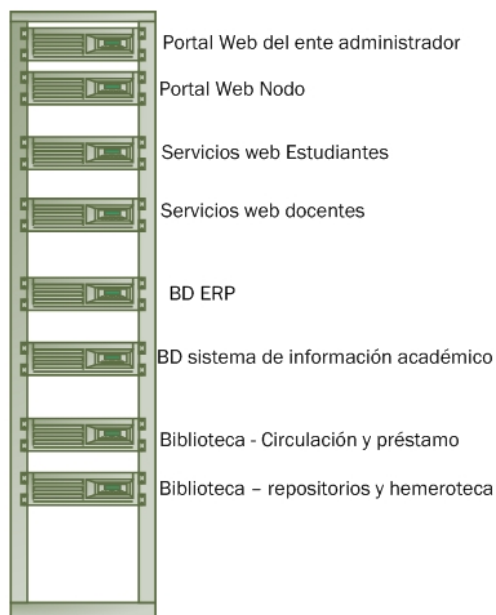 Portal Web del ente administrador
Portal Web Nodo
Servicios web Estudiantes
Servicios web docentes
BD ERP
BD sistema de información académico
Biblioteca - Circulación y préstamo
Biblioteca – repositorios y hemeroteca